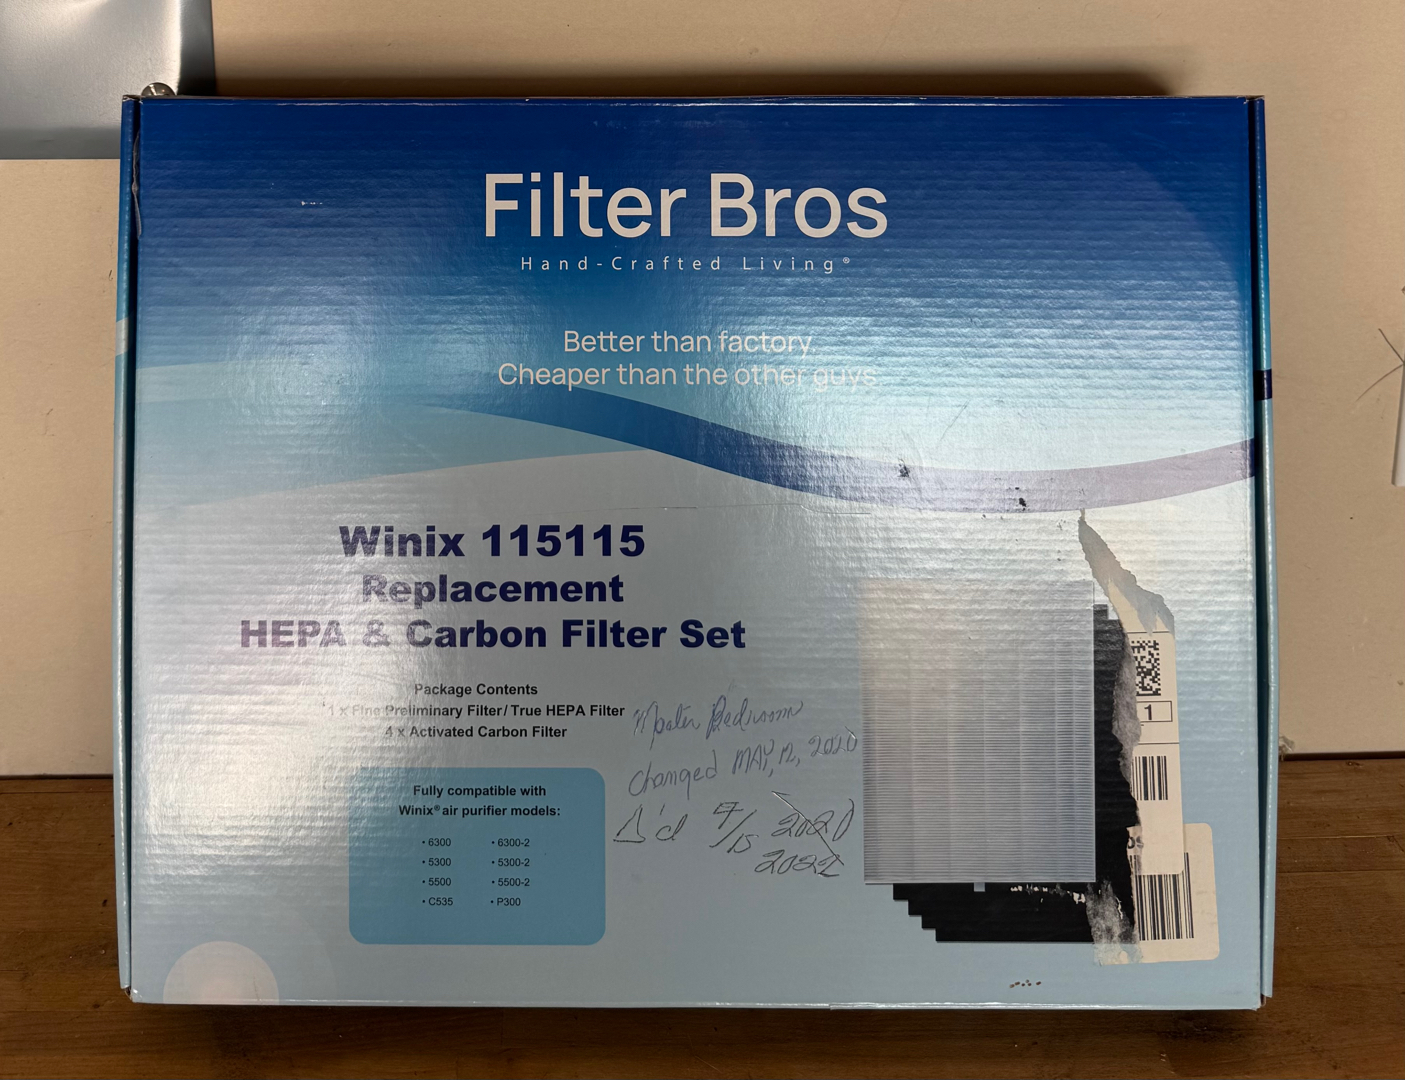 Filter Bros
Hand-Crafted Living®
Better than factory.
Cheaper than the other guys.
Winix 115115
Replacement
HEPA & Carbon Filter Set
Package Contents
1 x Fine Preliminary Filter/ True HEPA Filter
4 x Activated Carbon Filter
Master Bedroom
changed MAY, 12, 2020
Δ'd 7/15 2020
2022
Fully compatible with
Winix® air purifier models:
• 6300 • 6300-2
• 5300 • 5300-2
• 5500 • 5500-2
• C535 • P300
1